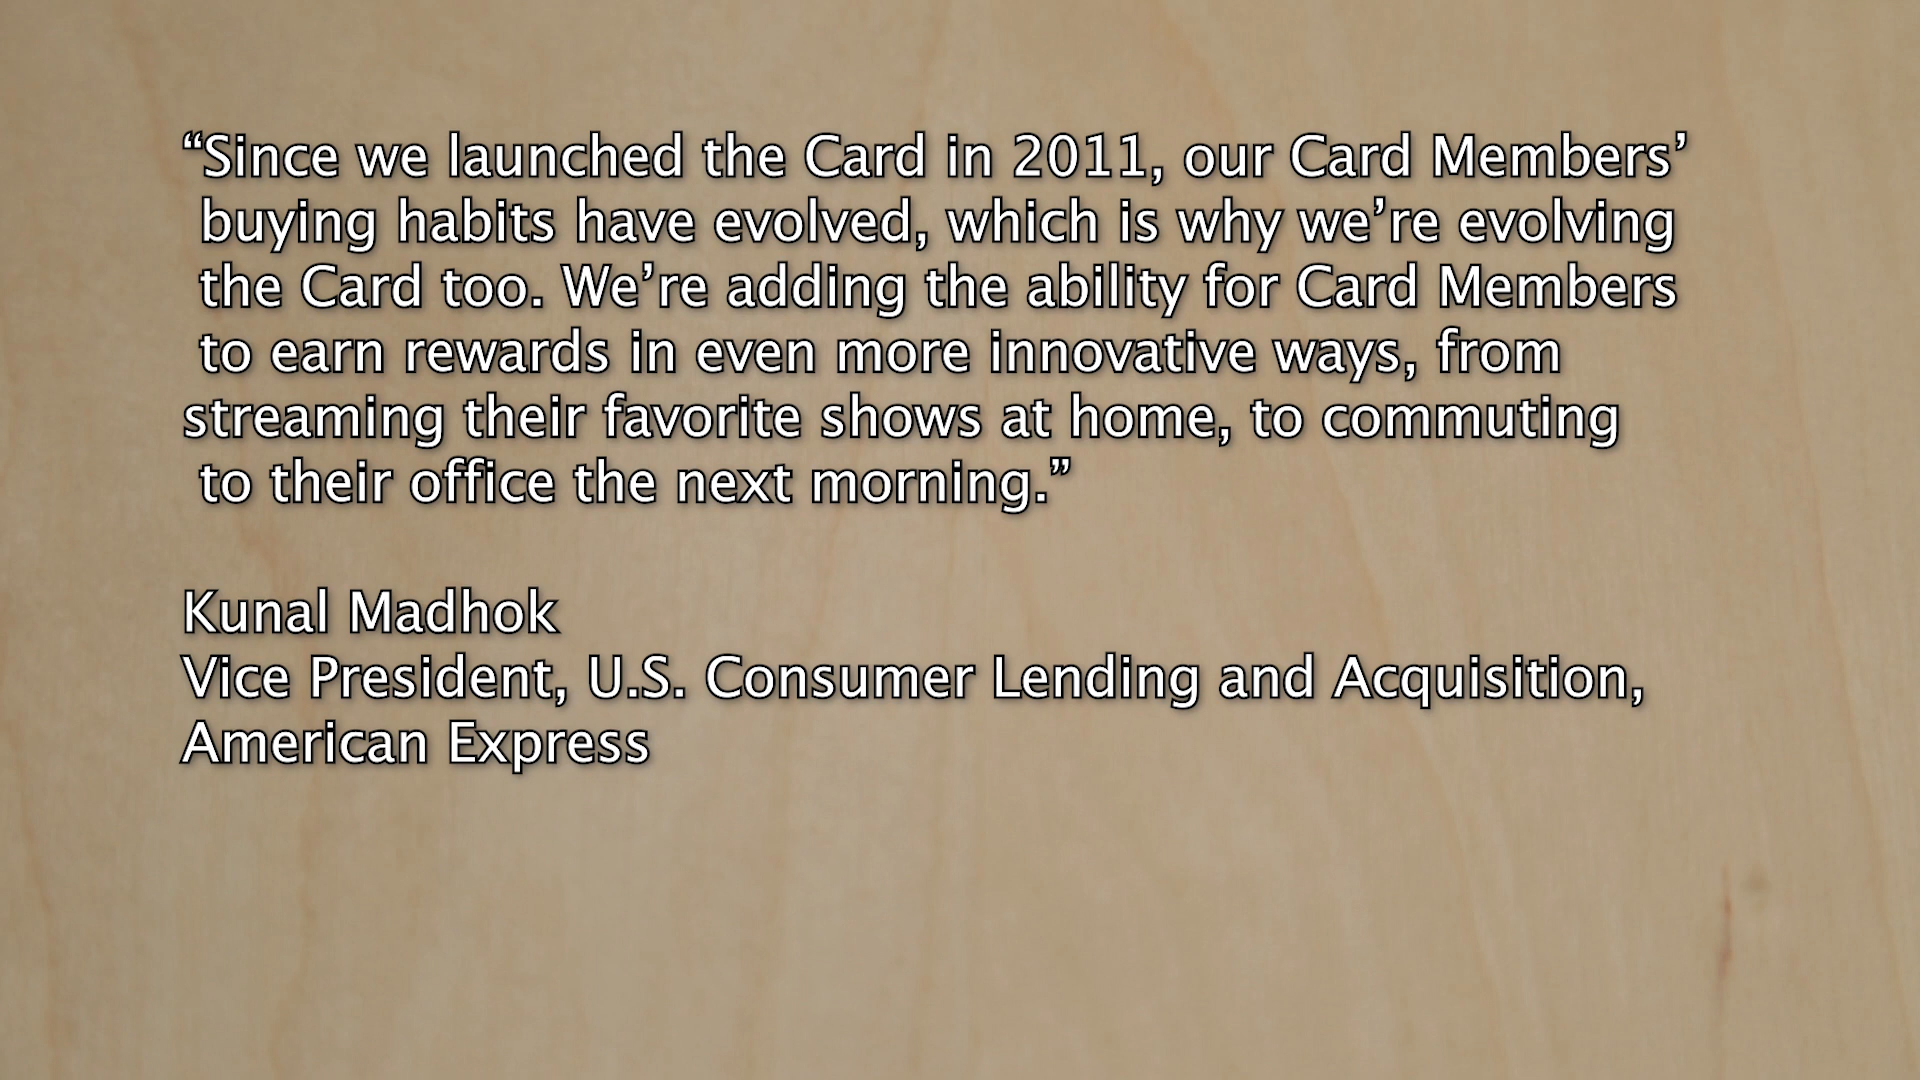 “Since we launched the Card in 2011, our Card Members’
buying habits have evolved, which is why we’re evolving
the Card too. We’re adding the ability for Card Members
to earn rewards in even more innovative ways, from
streaming their favorite shows at home, to commuting
to their office the next morning.”
Kunal Madhok
Vice President, U.S. Consumer Lending and Acquisition,
American Express